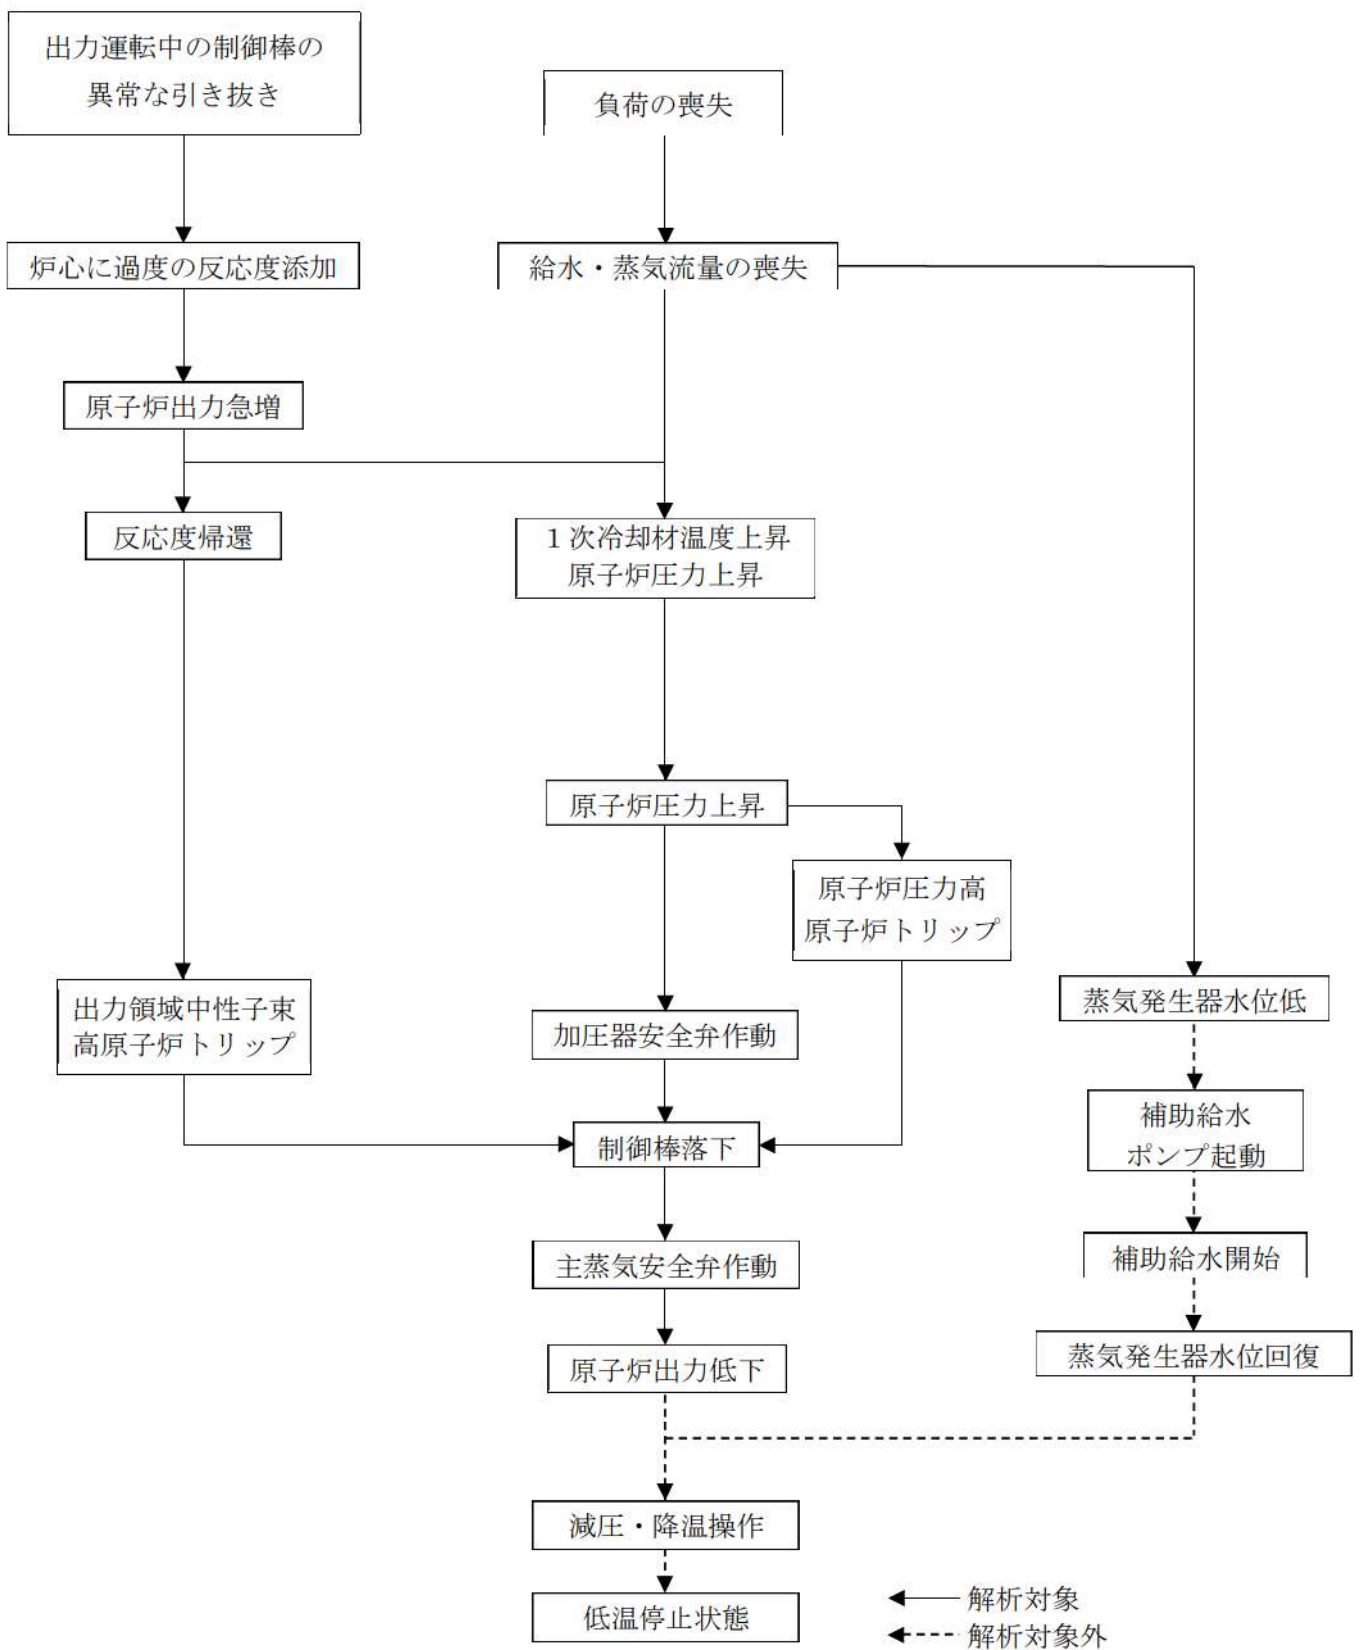 出力運転中の制御棒の
異常な引き抜き
負荷の喪失
炉心に過度の反応度添加
給水・蒸気流量の喪失
原子炉出力急増
反応度帰還
1次冷却材温度上昇
原子炉圧力上昇
原子炉圧力上昇
原子炉圧力高
原子炉トリップ
出力領域中性子束
高原子炉トリップ
蒸気発生器水位低
加圧器安全弁作動
補助給水
ポンプ起動
制御棒落下
主蒸気安全弁作動
補助給水開始
原子炉出力低下
蒸気発生器水位回復
減圧・降温操作
低温停止状態
解析対象
解析対象外